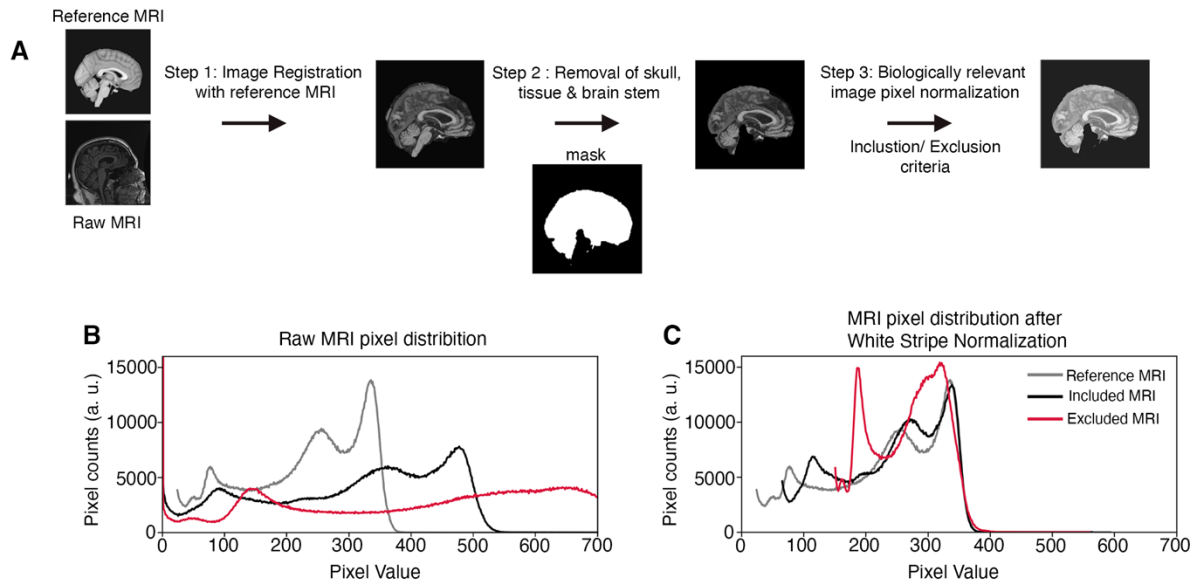 Reference MRI
A
Step 1: Image Registration
with reference MRI
Step 2 : Removal of skull,
tissue & brain stem
Step 3: Biologically relevant
image pixel normalization
mask
Inclustion/ Exclusion
criteria
Raw MRI
B
Raw MRI pixel distribition
Pixel counts (a. u.)
15000
10000
5000
0
0 100 200 300 400 500 600 700
Pixel Value
C
MRI pixel distribution after
White Stripe Normalization
Pixel counts (a. u.)
15000
10000
5000
0
Reference MRI
Included MRI
Excluded MRI
0 100 200 300 400 500 600 700
Pixel Value